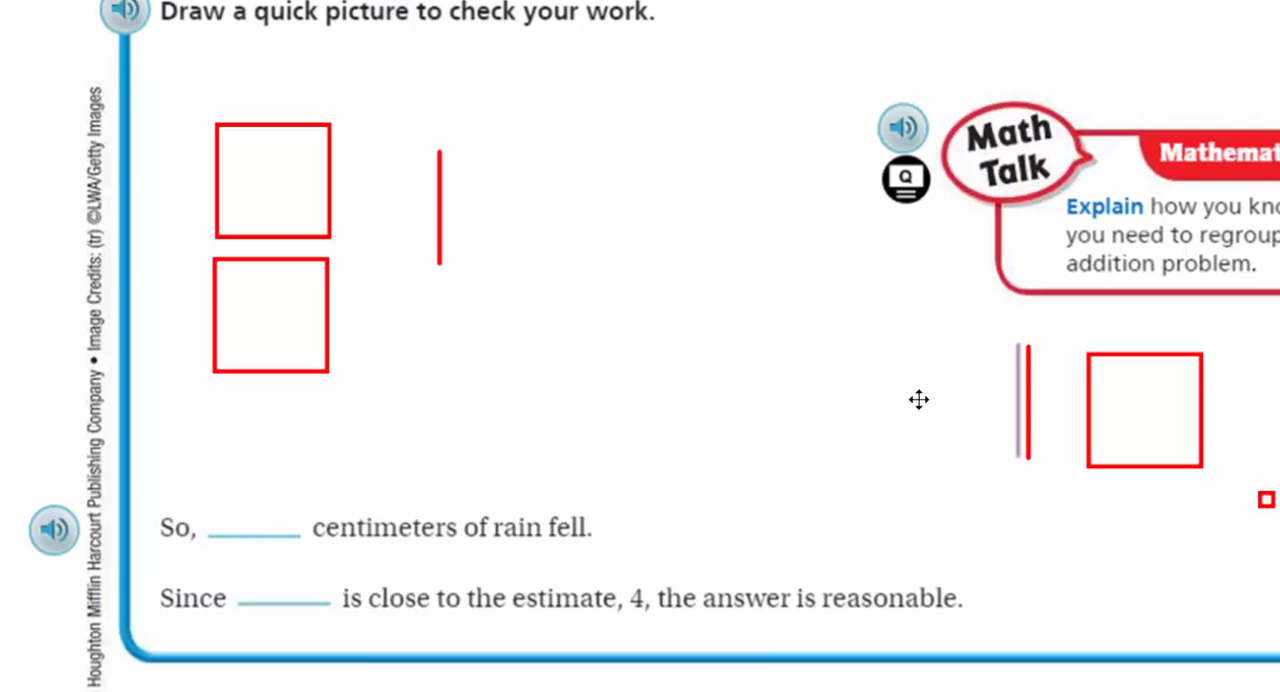 Draw a quick picture to check your work.
Houghton Mifflin Harcourt Publishing Company • Image Credits: (tr) ©LWA/Getty Images
Math
Talk
Q
Mathemat
Explain how you kno
you need to regroup
addition problem.
So, ______ centimeters of rain fell.
Since ______ is close to the estimate, 4, the answer is reasonable.